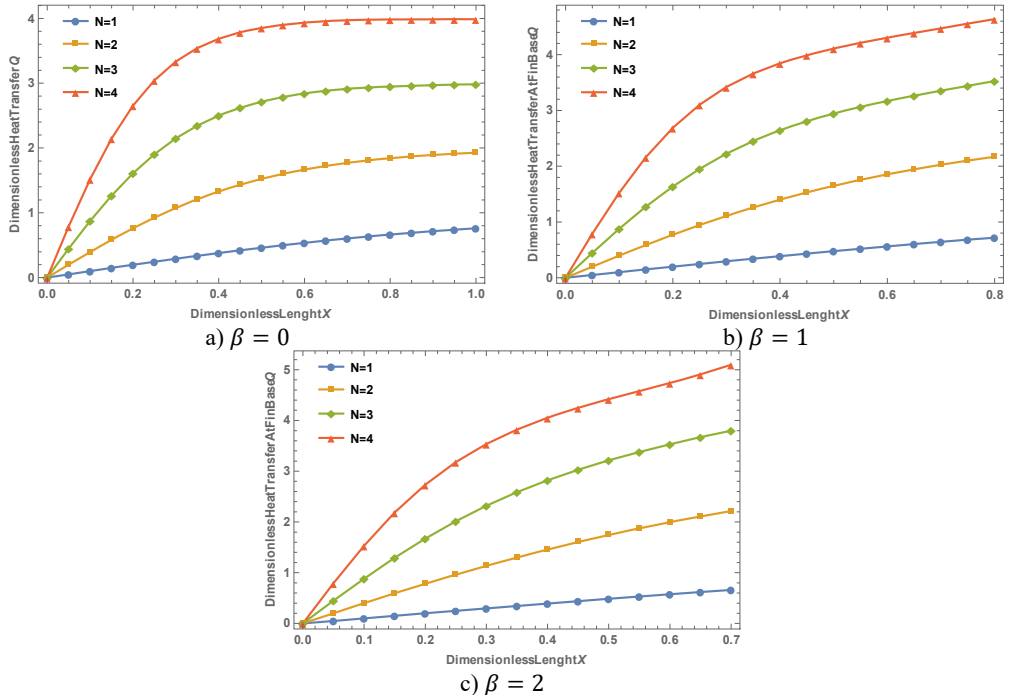 N=1
N=2
N=3
N=4
DimensionlessHeatTransferQ
0
1
2
3
4
0.0 0.2 0.4 0.6 0.8 1.0
DimensionlessLenghtX
a) β = 0
N=1
N=2
N=3
N=4
DimensionlessHeatTransferAtFinBaseQ
0
1
2
3
4
0.0 0.2 0.4 0.6 0.8
DimensionlessLenghtX
b) β = 1
N=1
N=2
N=3
N=4
DimensionlessHeatTransferAtFinBaseQ
0
1
2
3
4
5
0.0 0.1 0.2 0.3 0.4 0.5 0.6 0.7
DimensionlessLenghtX
c) β = 2